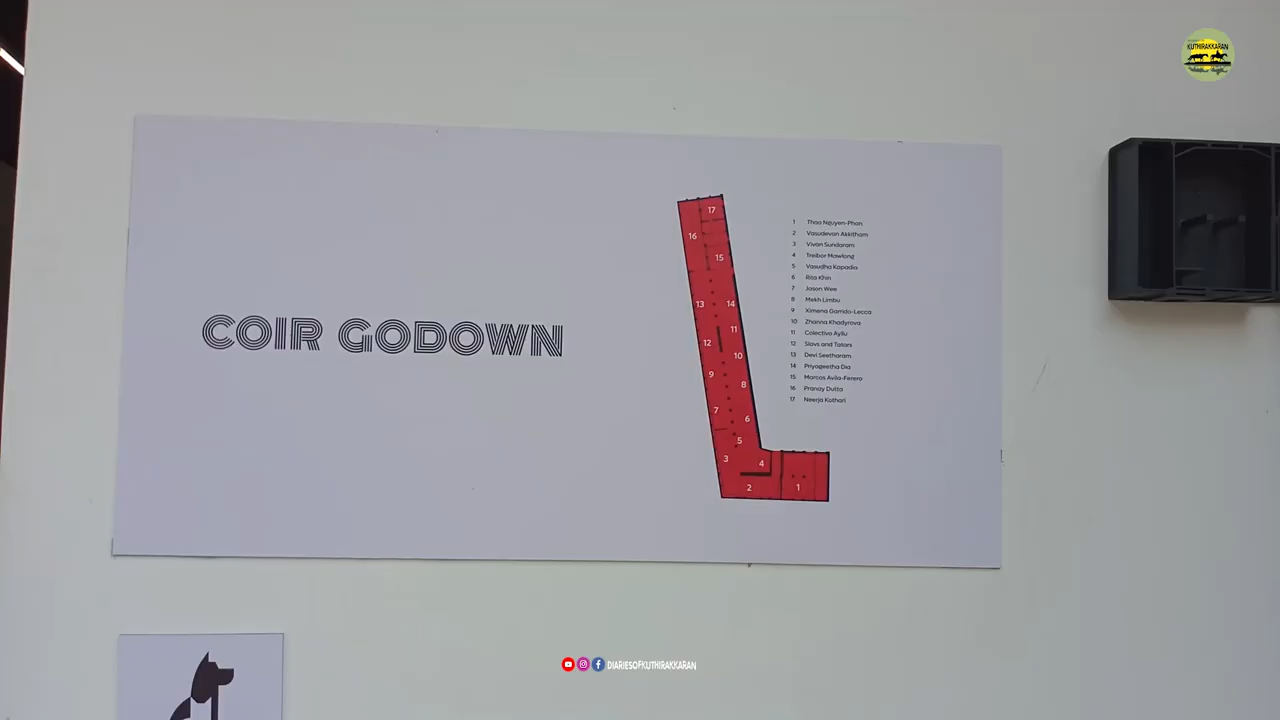 KUTHIRAKKARAN
COIR GODOWN
17
16
15
13
14
11
12
10
9
8
7
6
5
3
4
2
1
1 Thao Nguyen-Phan
2 Vasudevan Akkitham
3 Vivan Sundaram
4 Treibor Mawlong
5 Vasudha Kapadia
6 Rita Khin
7 Jason Wee
8 Mekh Limbu
9 Ximena Garrido-Lecca
10 Zhanna Khadyrova
11 Colectivo Ayllu
12 Slavs and Tatars
13 Devi Seetharam
14 Priyageetha Dia
15 Marcos Avila-Forero
16 Pranay Dutta
17 Neerja Kothari
DIARIESOFKUTHIRAKKARAN